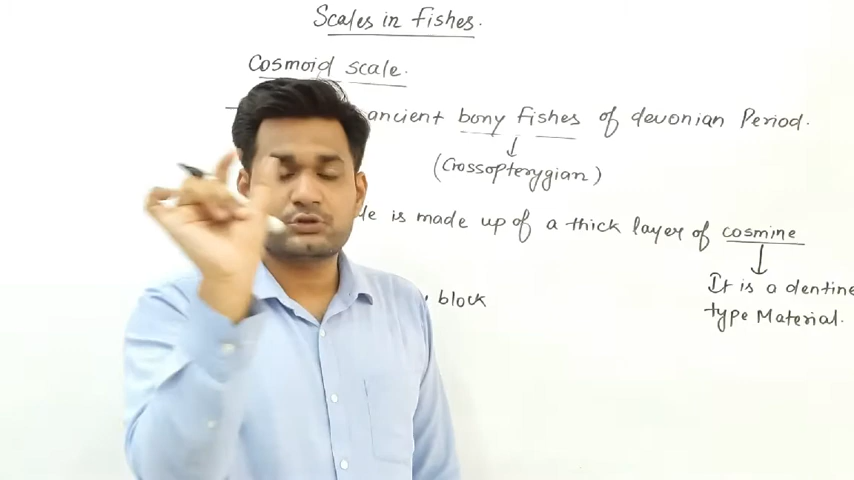 Scales in fishes.
Cosmoid scale.
ancient bony fishes of devonian Period.
(Crossopterygian)
is made up of a thick layer of cosmine
It is a dentine
type Material.
block